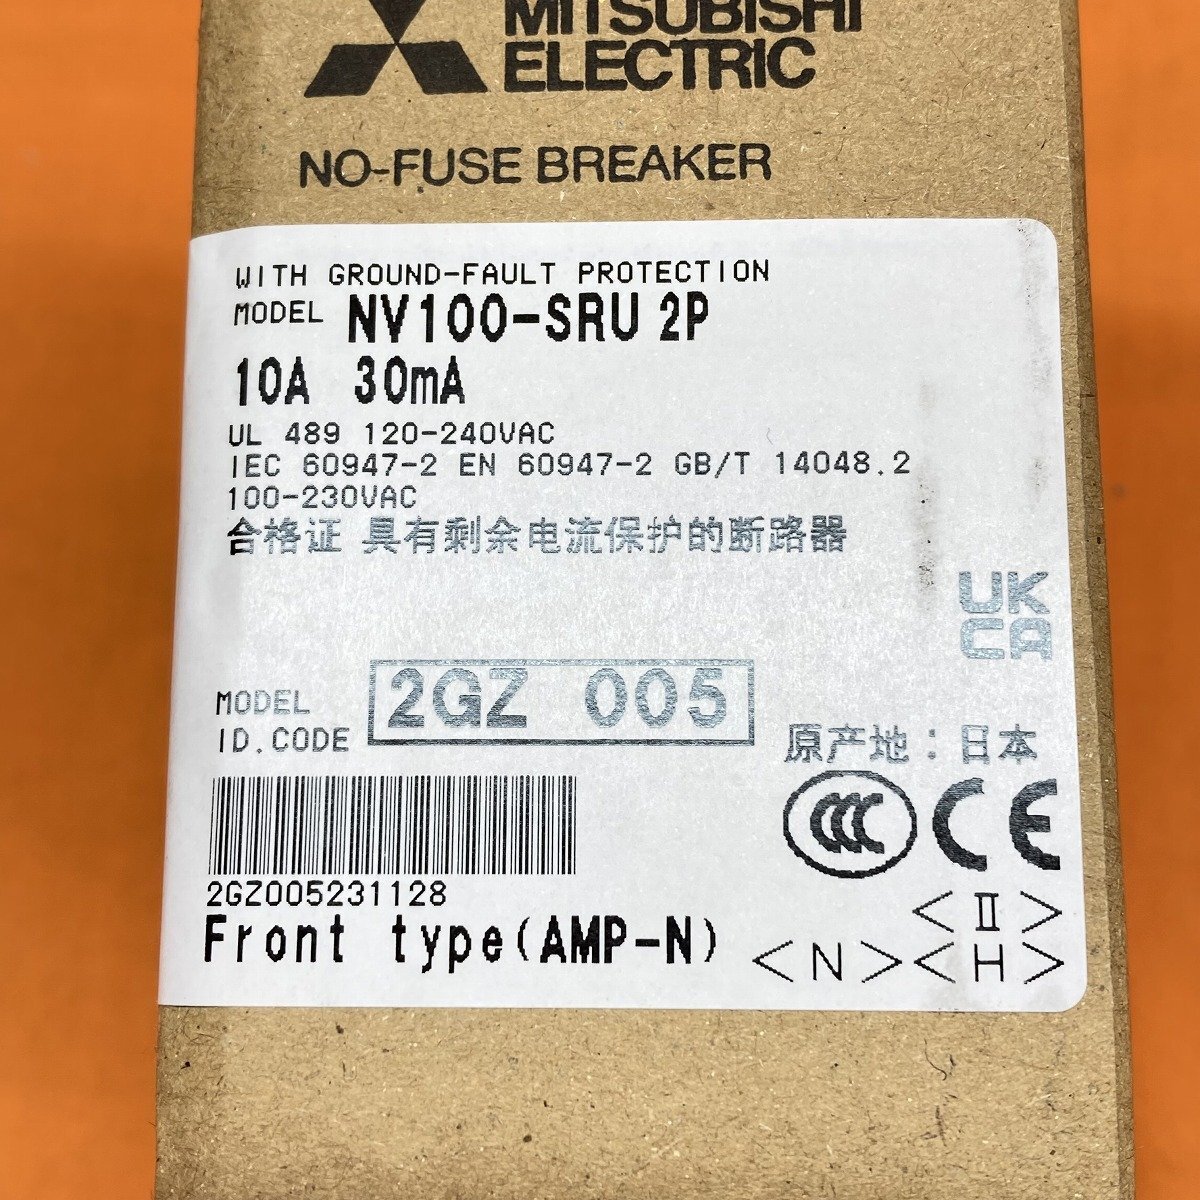 MITSUBISHI
ELECTRIC
NO-FUSE BREAKER
WITH GROUND-FAULT PROTECTION
MODEL NV100-SRU 2P
10A 30mA
UL 489 120-240VAC
IEC 60947-2 EN 60947-2 GB/T 14048.2
100-230VAC
合格证 具有剩余电流保护的断路器
UK
CA
MODEL
ID.CODE 2GZ 005
原产地：日本
CCC CE
2GZ005231128
<II>
Front type(AMP-N) <N><H>